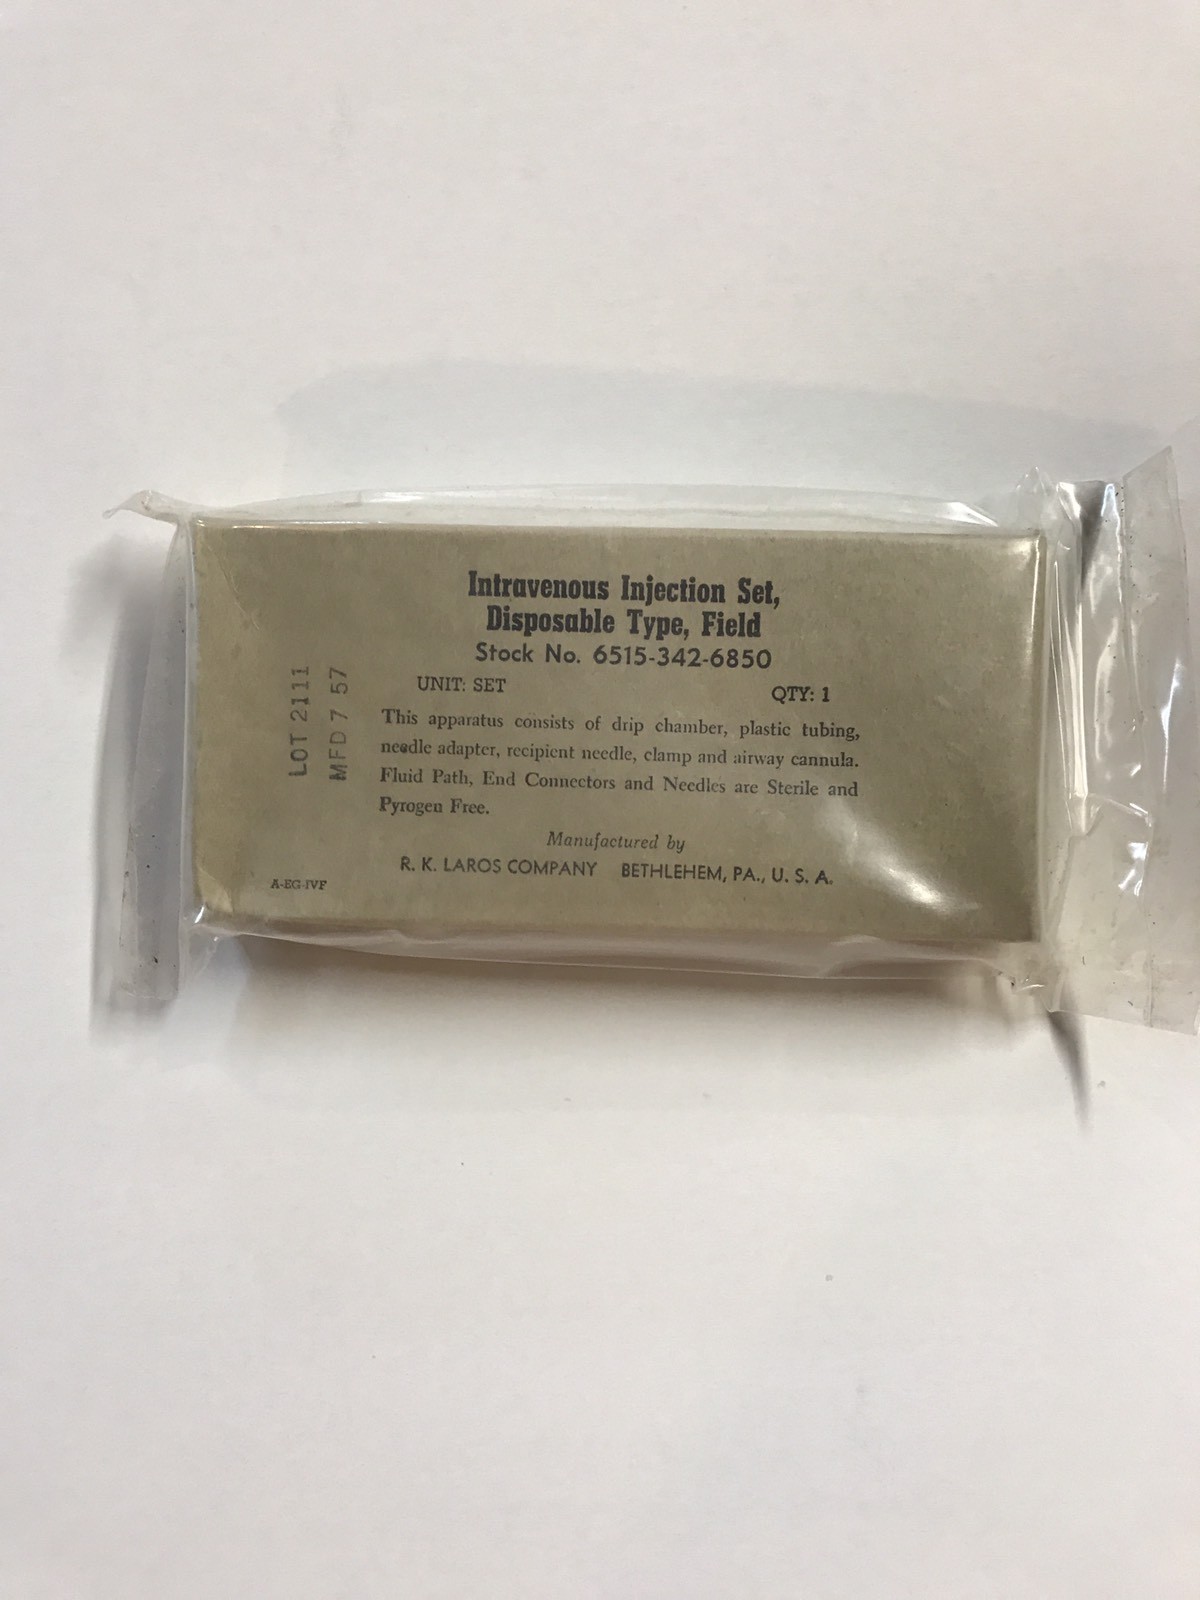 Intravenous Injection Set,
Disposable Type, Field
Stock No. 6515-342-6850
UNIT: SET QTY: 1
This apparatus consists of drip chamber, plastic tubing,
needle adapter, recipient needle, clamp and airway cannula.
Fluid Path, End Connectors and Needles are Sterile and
Pyrogen Free.
Manufactured by
R. K. LAROS COMPANY BETHLEHEM, PA., U. S. A.
A-EG-IVF
LOT 2111
MFD 7 57